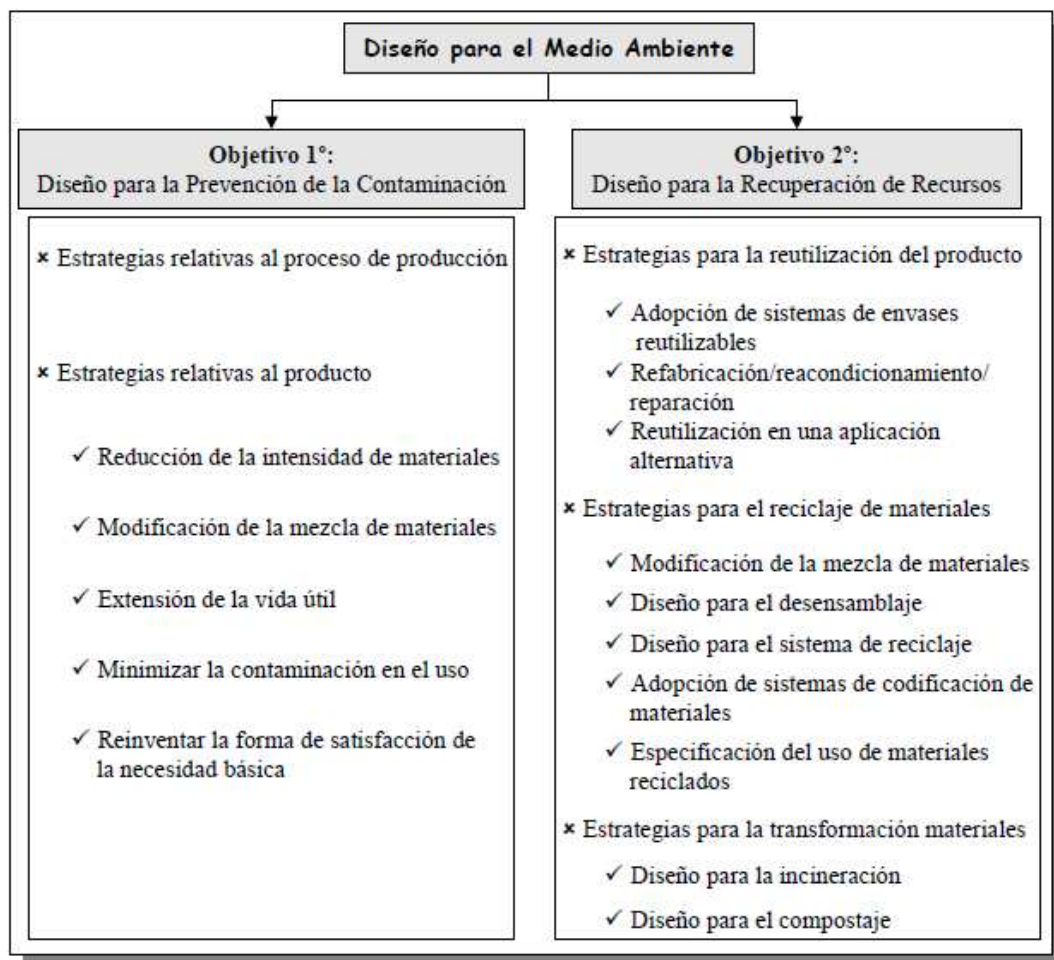 Diseño para el Medio Ambiente
Objetivo 1º:
Diseño para la Prevención de la Contaminación
× Estrategias relativas al proceso de producción
× Estrategias relativas al producto
✓ Reducción de la intensidad de materiales
✓ Modificación de la mezcla de materiales
✓ Extensión de la vida útil
✓ Minimizar la contaminación en el uso
✓ Reinventar la forma de satisfacción de
la necesidad básica
Objetivo 2º:
Diseño para la Recuperación de Recursos
× Estrategias para la reutilización del producto
✓ Adopción de sistemas de envases
reutilizables
✓ Refabricación/reacondicionamiento/
reparación
✓ Reutilización en una aplicación
alternativa
× Estrategias para el reciclaje de materiales
✓ Modificación de la mezcla de materiales
✓ Diseño para el desensamblaje
✓ Diseño para el sistema de reciclaje
✓ Adopción de sistemas de codificación de
materiales
✓ Especificación del uso de materiales
reciclados
× Estrategias para la transformación materiales
✓ Diseño para la incineración
✓ Diseño para el compostaje